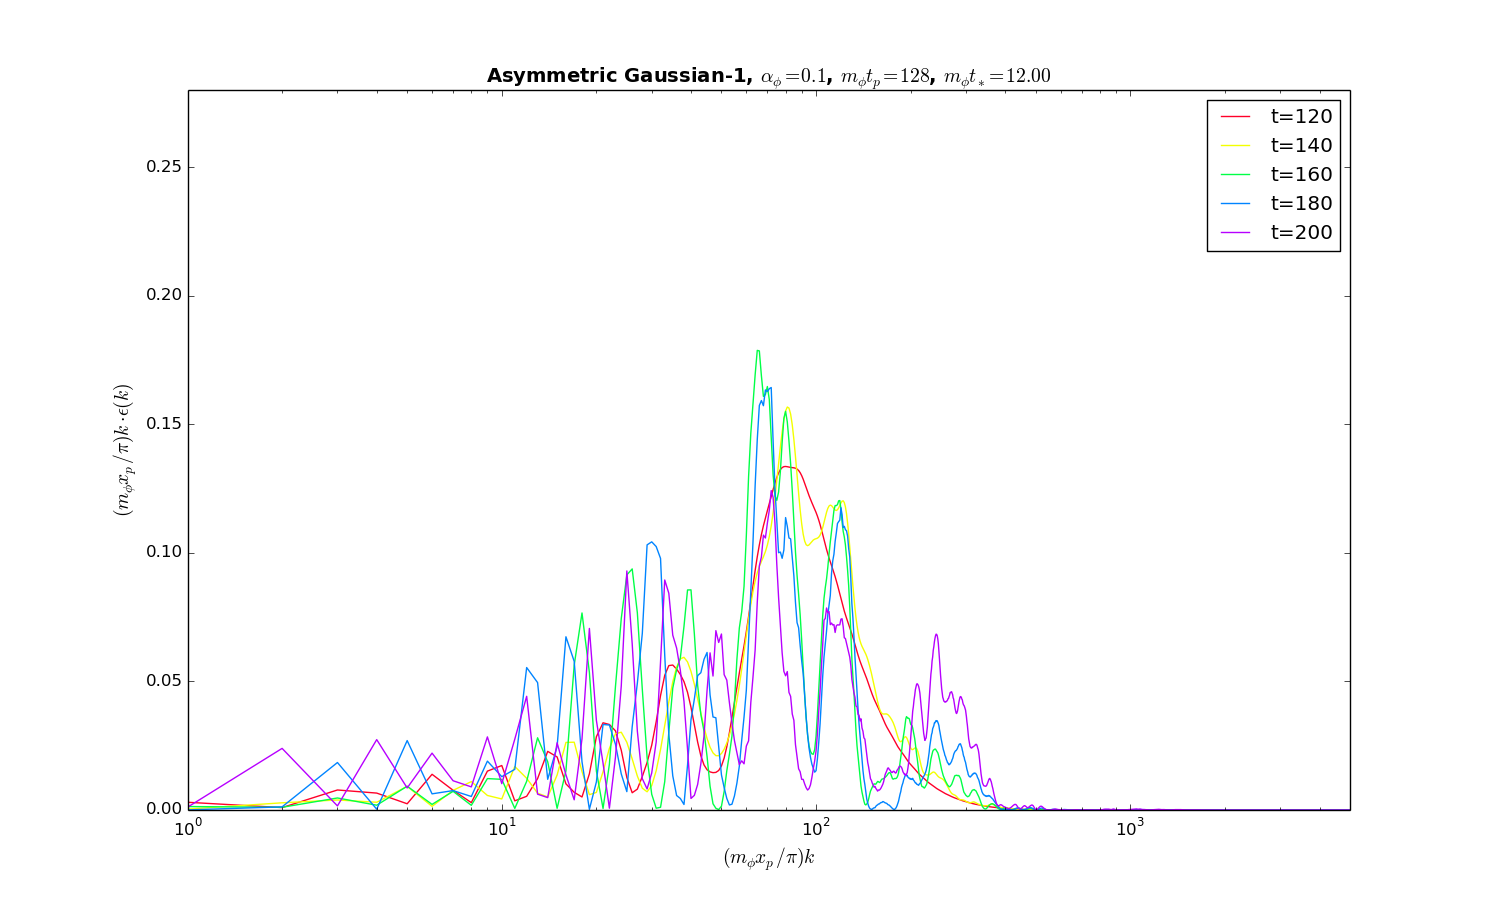 Asymmetric Gaussian-1, α_ϕ=0.1, m_ϕt_p=128, m_ϕt_*=12.00
t=120
t=140
t=160
t=180
t=200
0.25
0.20
0.15
0.10
0.05
0.00
(m_ϕx_p/π)k·ϵ(k)
10^0
10^1
10^2
10^3
(m_ϕx_p/π)k